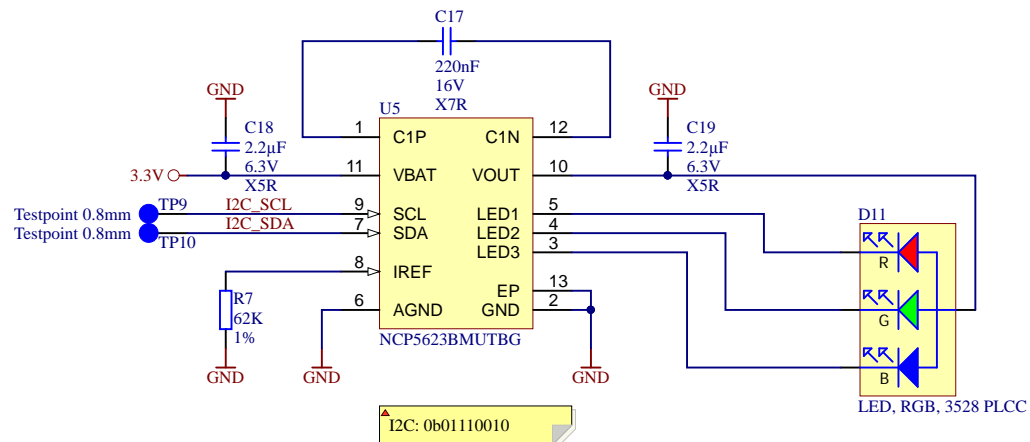 C17
220nF
16V
X7R
GND
C18
2.2µF
6.3V
X5R
3.3V
U5
1 C1P C1N 12
11 VBAT VOUT 10
9 SCL LED1 5
7 SDA LED2 4
LED3 3
8 IREF
EP 13
6 AGND GND 2
NCP5623BMUTBG
GND
C19
2.2µF
6.3V
X5R
Testpoint 0.8mm TP9 I2C_SCL
Testpoint 0.8mm TP10 I2C_SDA
R7
62K
1%
GND
GND
GND
D11
R
G
B
LED, RGB, 3528 PLCC
I2C: 0b01110010